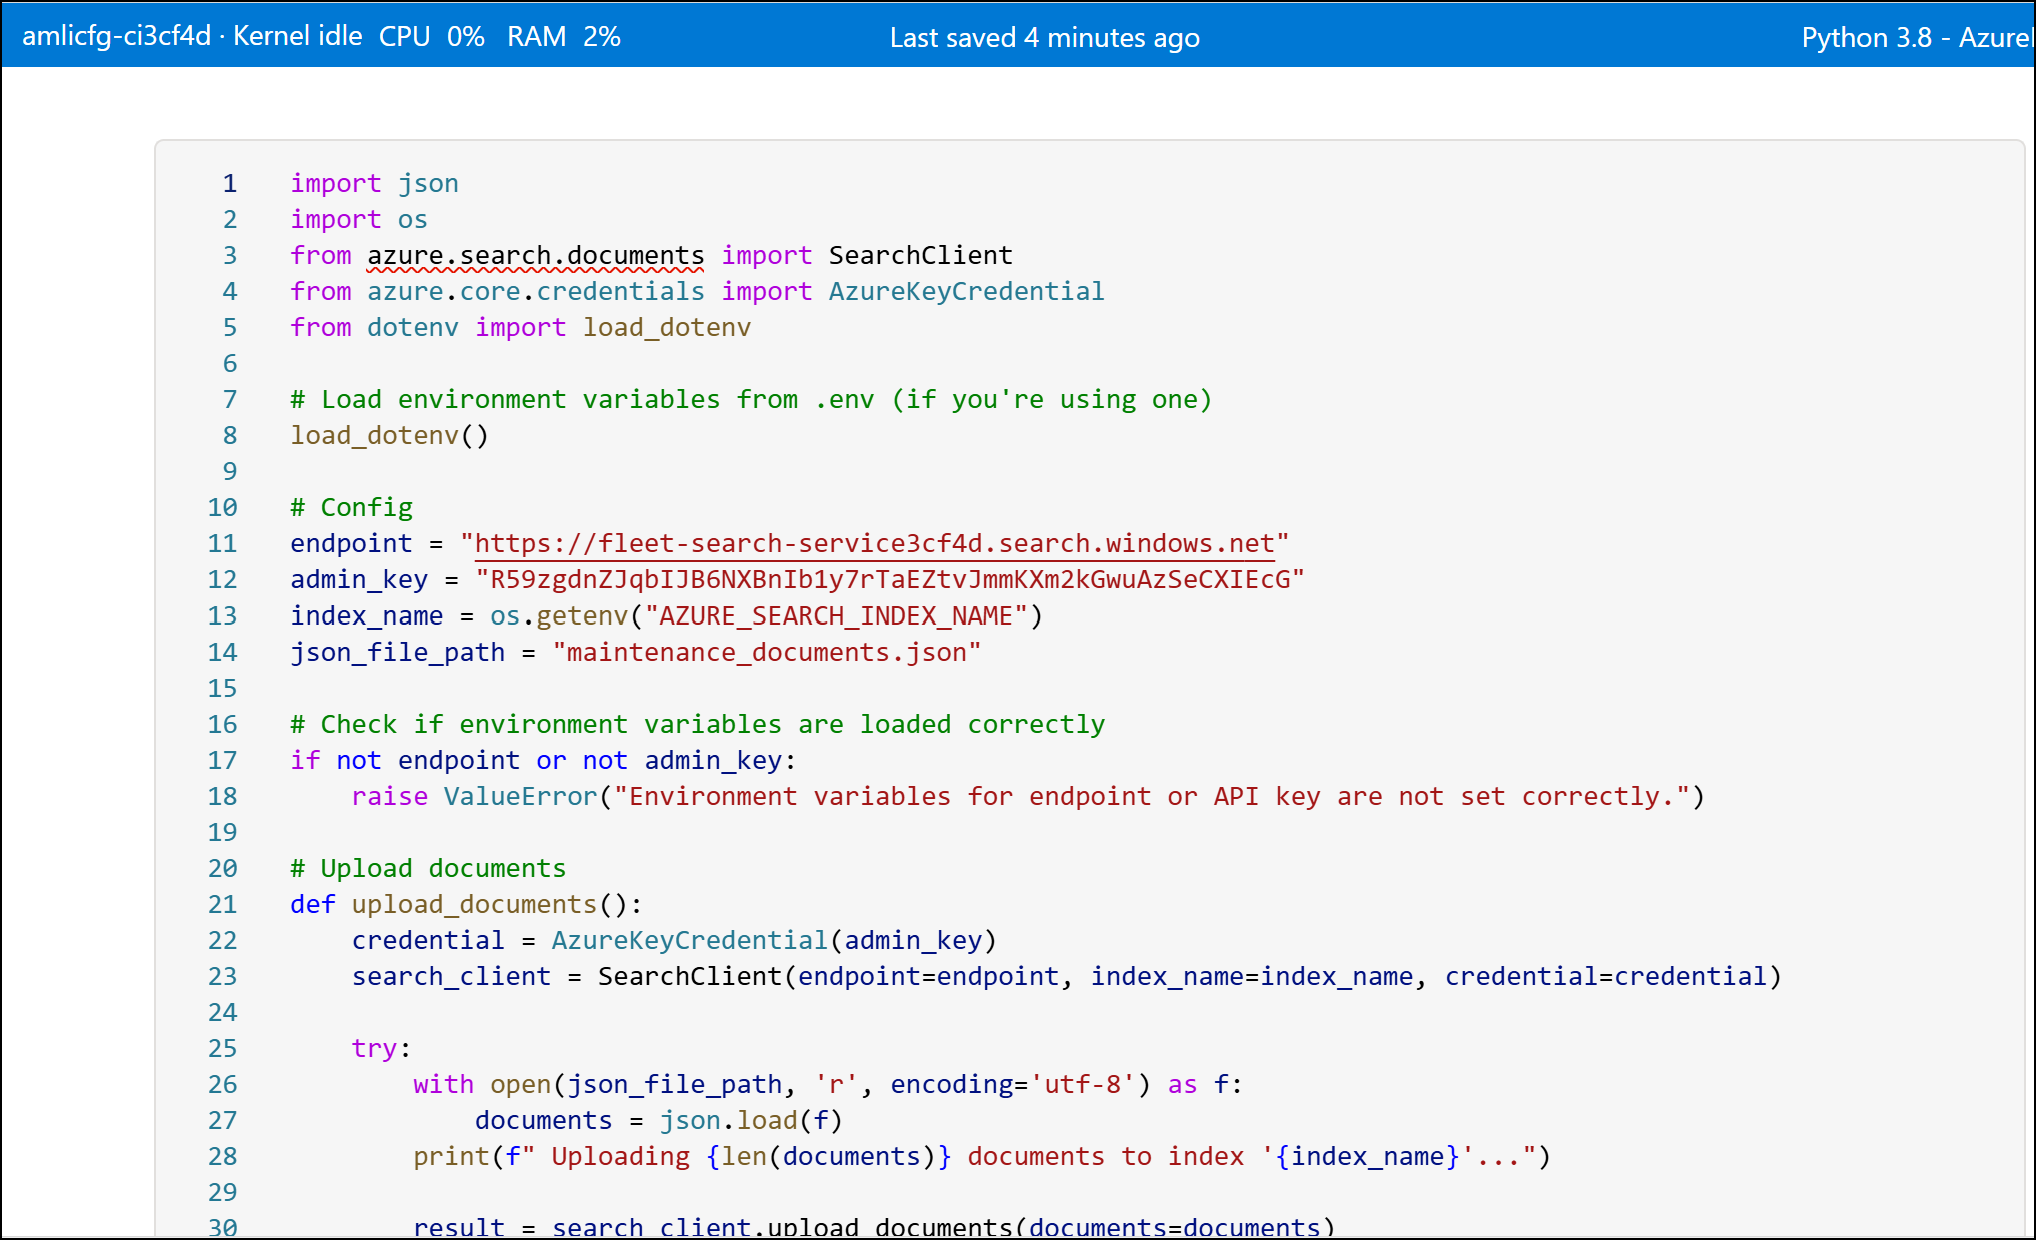 amlicfg-ci3cf4d · Kernel idle CPU 0% RAM 2% Last saved 4 minutes ago Python 3.8 - Azure
1 import json
2 import os
3 from azure.search.documents import SearchClient
4 from azure.core.credentials import AzureKeyCredential
5 from dotenv import load_dotenv
6
7 # Load environment variables from .env (if you're using one)
8 load_dotenv()
9
10 # Config
11 endpoint = "https://fleet-search-service3cf4d.search.windows.net"
12 admin_key = "R59zgdnZJqbIJB6NXBnIb1y7rTaEZtvJmmKXm2kGwuAzSeCXIEcG"
13 index_name = os.getenv("AZURE_SEARCH_INDEX_NAME")
14 json_file_path = "maintenance_documents.json"
15
16 # Check if environment variables are loaded correctly
17 if not endpoint or not admin_key:
18     raise ValueError("Environment variables for endpoint or API key are not set correctly.")
19
20 # Upload documents
21 def upload_documents():
22     credential = AzureKeyCredential(admin_key)
23     search_client = SearchClient(endpoint=endpoint, index_name=index_name, credential=credential)
24
25     try:
26         with open(json_file_path, 'r', encoding='utf-8') as f:
27             documents = json.load(f)
28         print(f" Uploading {len(documents)} documents to index '{index_name}'...")
29
30         result = search_client.upload_documents(documents=documents)